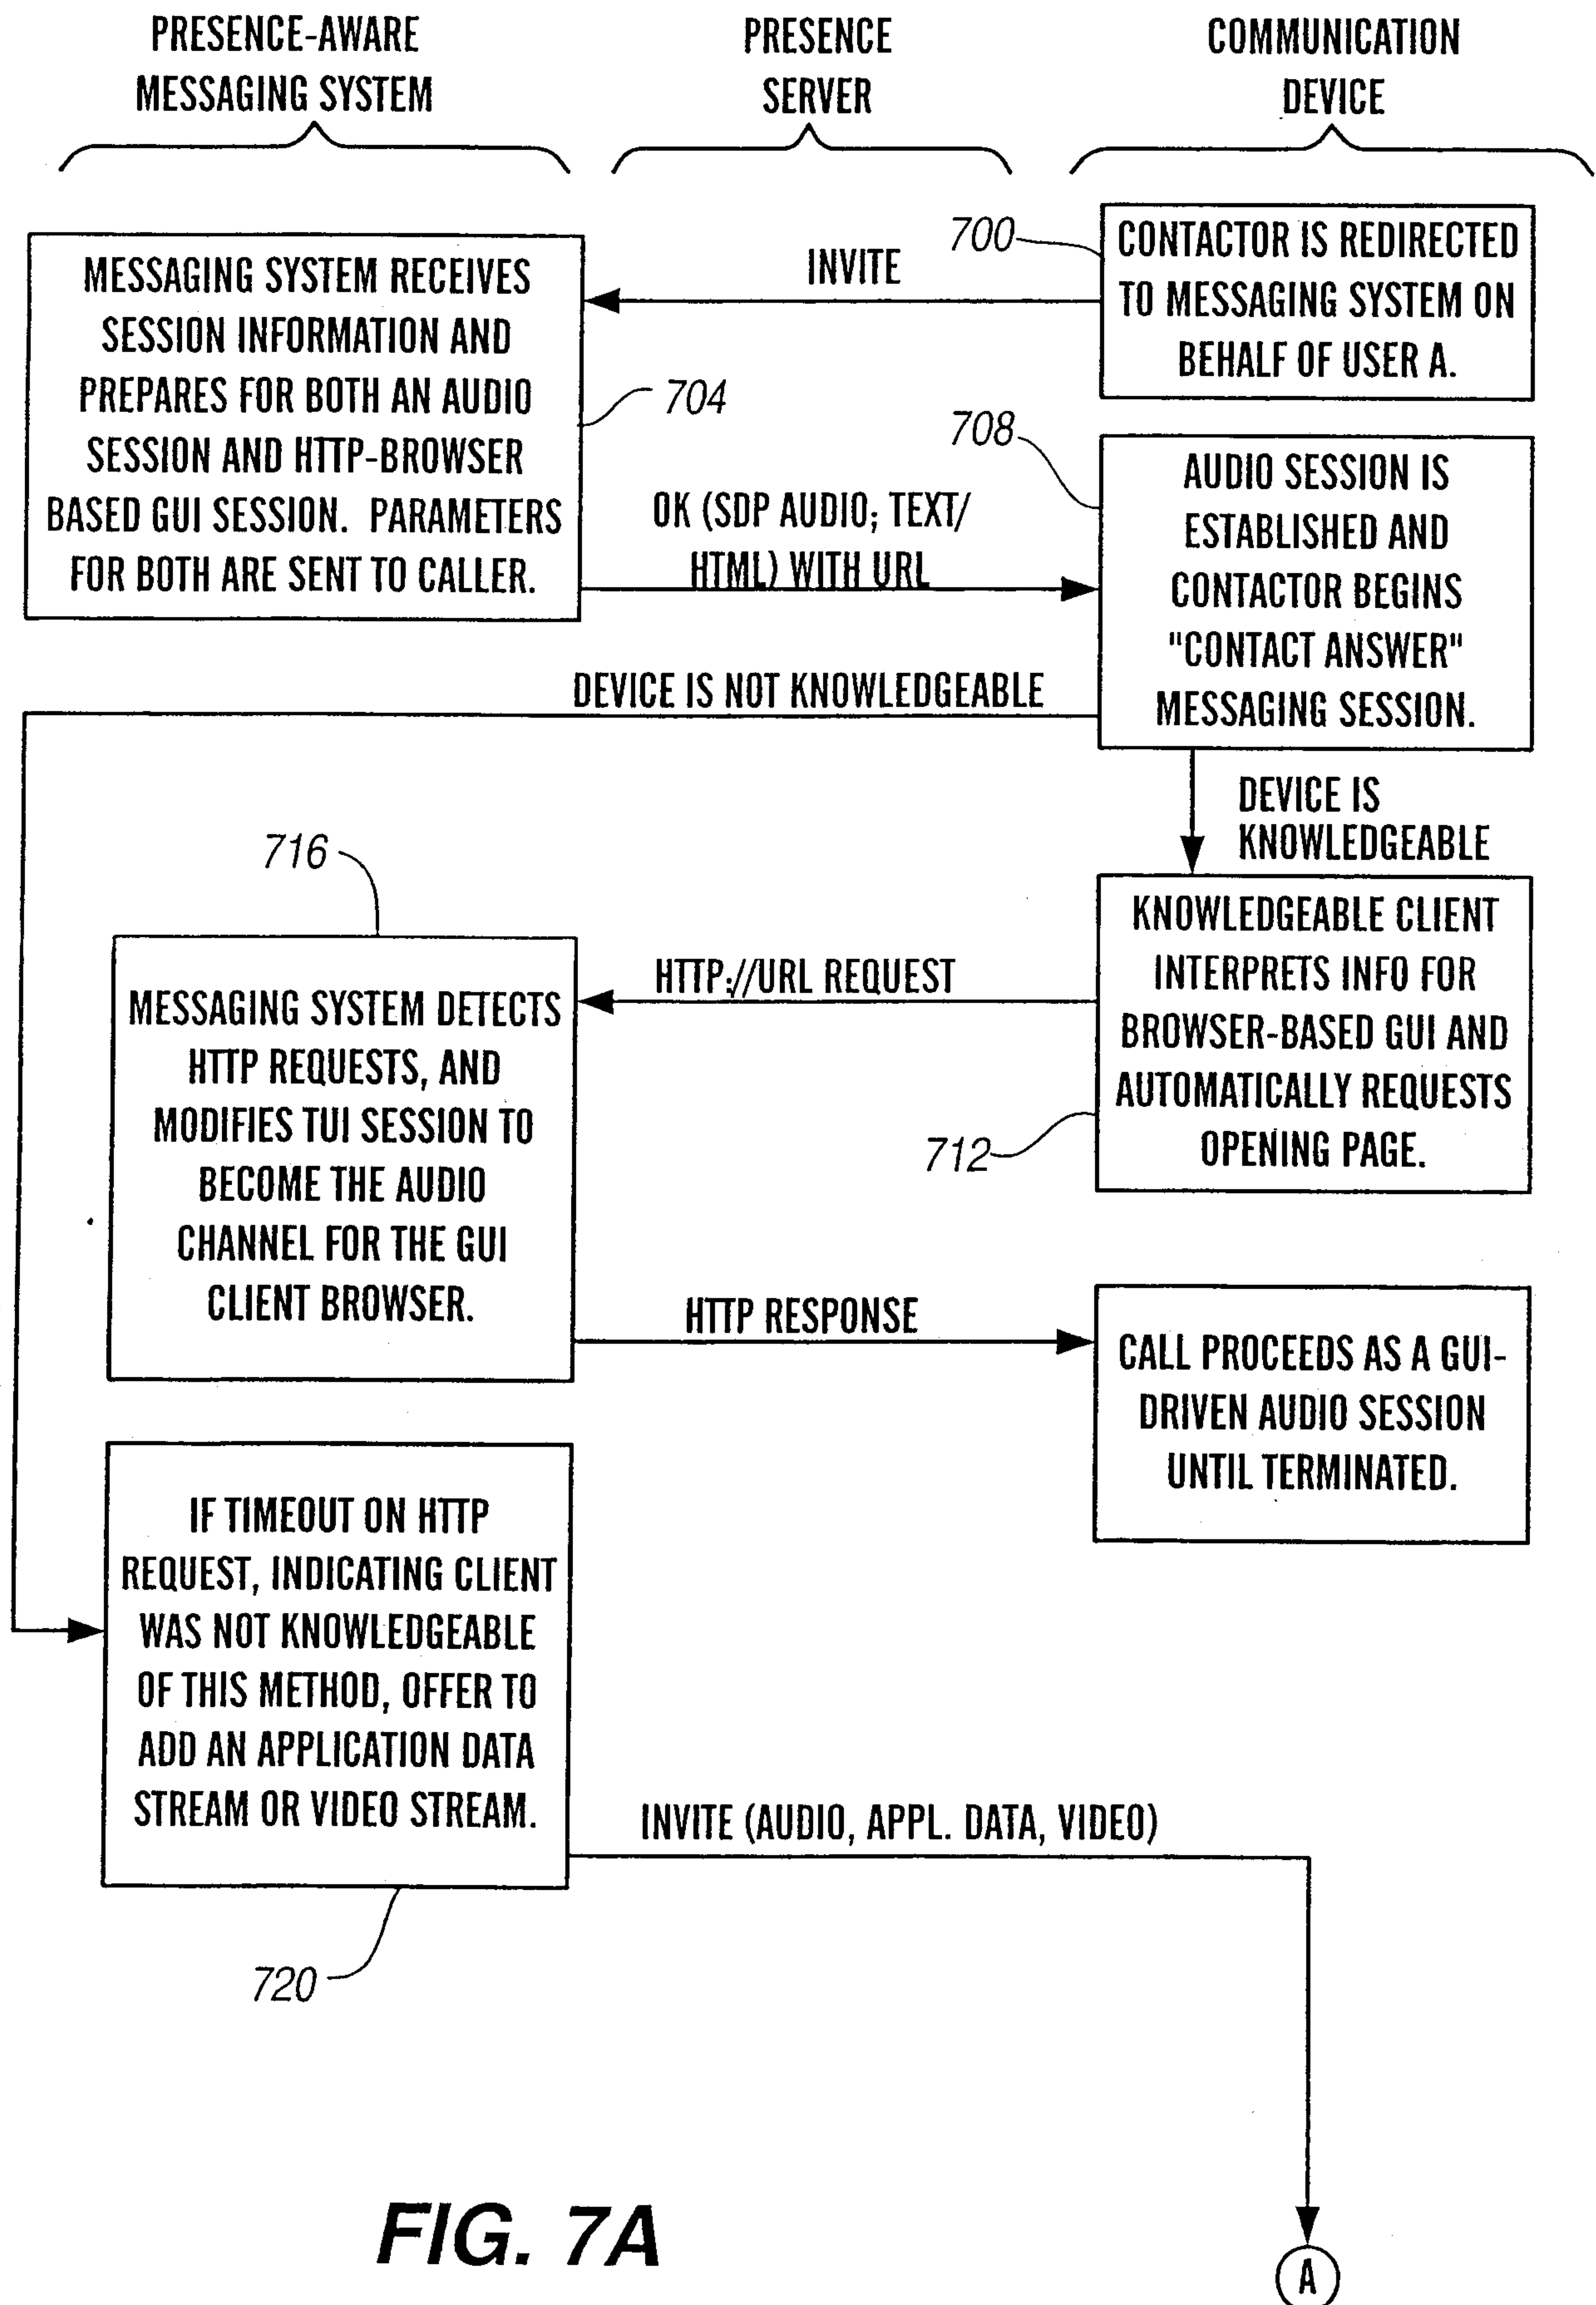 PRESENCE-AWARE
MESSAGING SYSTEM
PRESENCE
SERVER
COMMUNICATION
DEVICE
700
CONTACTOR IS REDIRECTED
TO MESSAGING SYSTEM ON
BEHALF OF USER A.
INVITE
MESSAGING SYSTEM RECEIVES
SESSION INFORMATION AND
PREPARES FOR BOTH AN AUDIO
SESSION AND HTTP-BROWSER
BASED GUI SESSION. PARAMETERS
FOR BOTH ARE SENT TO CALLER.
704
OK (SDP AUDIO; TEXT/
HTML) WITH URL
708
AUDIO SESSION IS
ESTABLISHED AND
CONTACTOR BEGINS
"CONTACT ANSWER"
MESSAGING SESSION.
DEVICE IS NOT KNOWLEDGEABLE
DEVICE IS
KNOWLEDGEABLE
KNOWLEDGEABLE CLIENT
INTERPRETS INFO FOR
BROWSER-BASED GUI AND
AUTOMATICALLY REQUESTS
OPENING PAGE.
712
HTTP://URL REQUEST
716
MESSAGING SYSTEM DETECTS
HTTP REQUESTS, AND
MODIFIES TUI SESSION TO
BECOME THE AUDIO
CHANNEL FOR THE GUI
CLIENT BROWSER.
HTTP RESPONSE
CALL PROCEEDS AS A GUI-
DRIVEN AUDIO SESSION
UNTIL TERMINATED.
IF TIMEOUT ON HTTP
REQUEST, INDICATING CLIENT
WAS NOT KNOWLEDGEABLE
OF THIS METHOD, OFFER TO
ADD AN APPLICATION DATA
STREAM OR VIDEO STREAM.
720
INVITE (AUDIO, APPL. DATA, VIDEO)
A
FIG. 7A